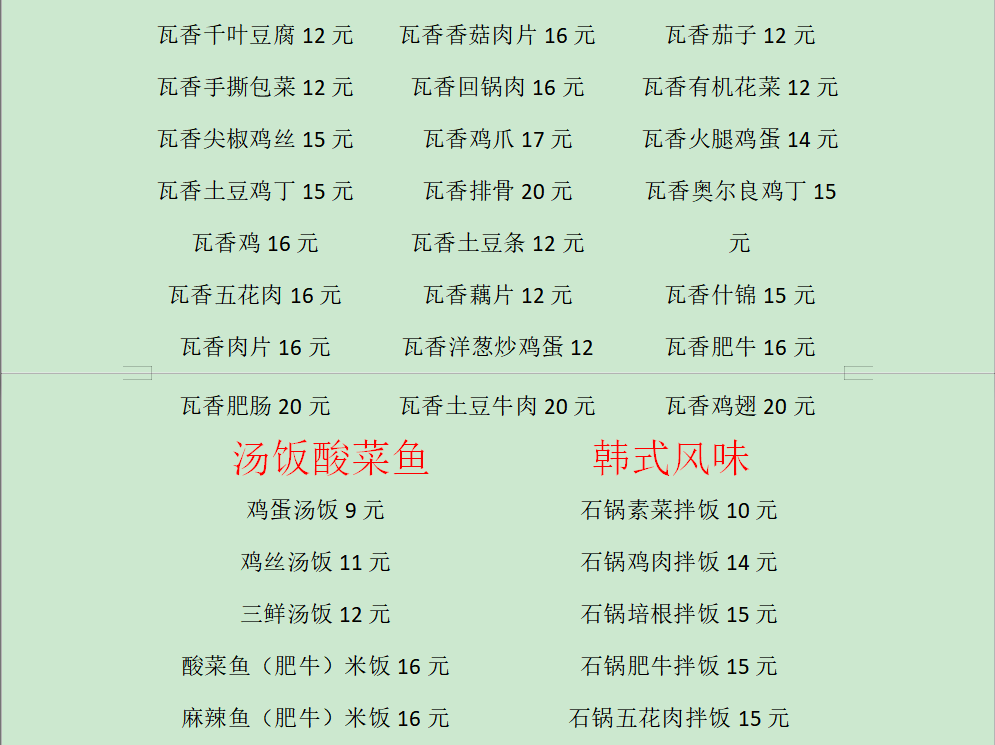 瓦香千叶豆腐 12 元 瓦香香菇肉片 16 元 瓦香茄子 12 元
瓦香手撕包菜 12 元 瓦香回锅肉 16 元 瓦香有机花菜 12 元
瓦香尖椒鸡丝 15 元 瓦香鸡爪 17 元 瓦香火腿鸡蛋 14 元
瓦香土豆鸡丁 15 元 瓦香排骨 20 元 瓦香奥尔良鸡丁 15
瓦香鸡 16 元 瓦香土豆条 12 元 元
瓦香五花肉 16 元 瓦香藕片 12 元 瓦香什锦 15 元
瓦香肉片 16 元 瓦香洋葱炒鸡蛋 12 瓦香肥牛 16 元
瓦香肥肠 20 元 瓦香土豆牛肉 20 元 瓦香鸡翅 20 元
汤饭酸菜鱼 韩式风味
鸡蛋汤饭 9 元 石锅素菜拌饭 10 元
鸡丝汤饭 11 元 石锅鸡肉拌饭 14 元
三鲜汤饭 12 元 石锅培根拌饭 15 元
酸菜鱼（肥牛）米饭 16 元 石锅肥牛拌饭 15 元
麻辣鱼（肥牛）米饭 16 元 石锅五花肉拌饭 15 元